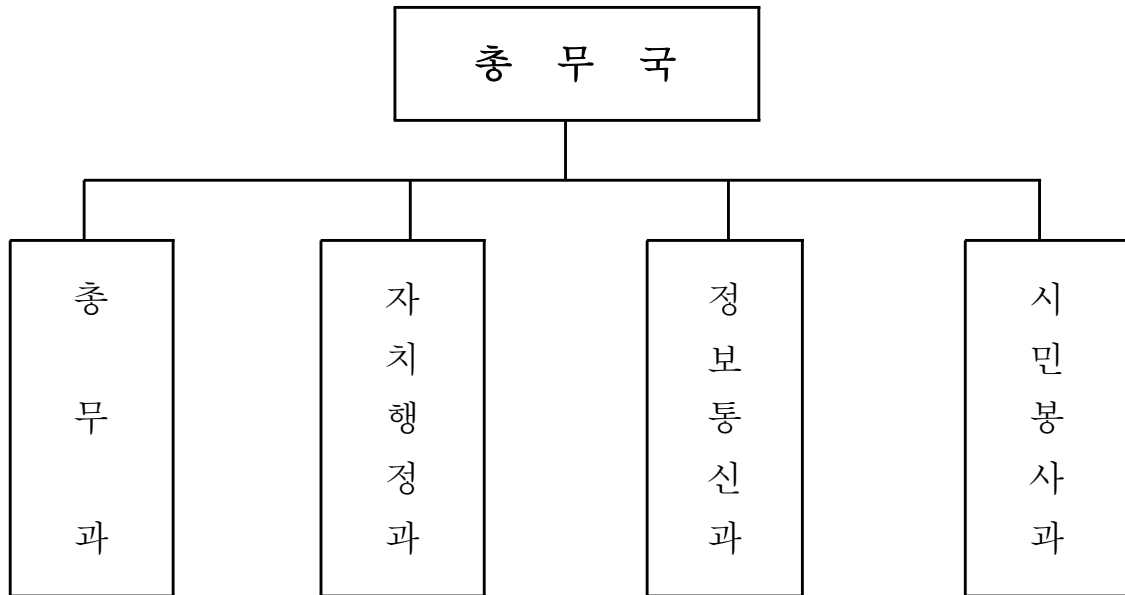 총 무 국
총무과
자치행정과
정보통신과
시민봉사과